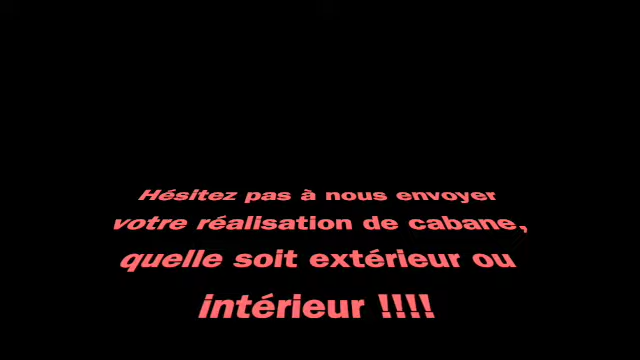 Hésitez pas à nous envoyer
votre réalisation de cabane,
quelle soit extérieur ou
intérieur !!!!